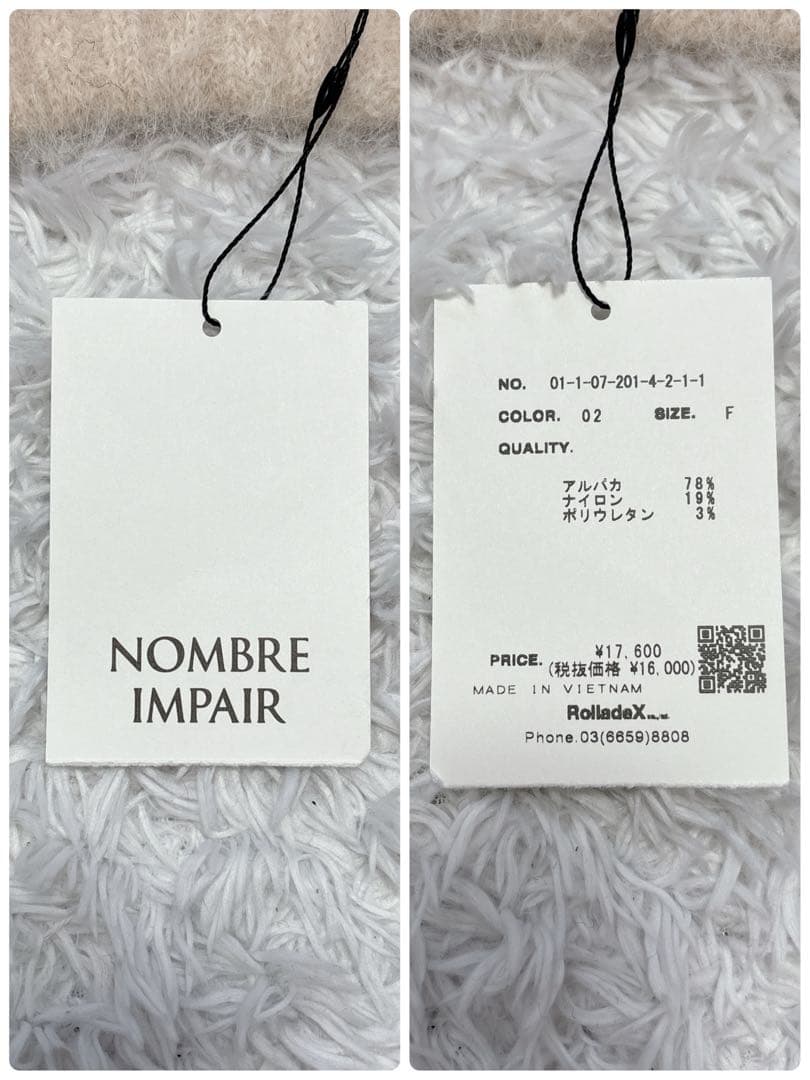 NOMBRE
IMPAIR
NO. 01-1-07-201-4-2-1-1
COLOR. 02 SIZE. F
QUALITY.
アルパカ 78%
ナイロン 19%
ポリウレタン 3%
PRICE. ¥17,600
(税抜価格 ¥16,000)
MADE IN VIETNAM
RolladeX
Phone.03(6659)8808